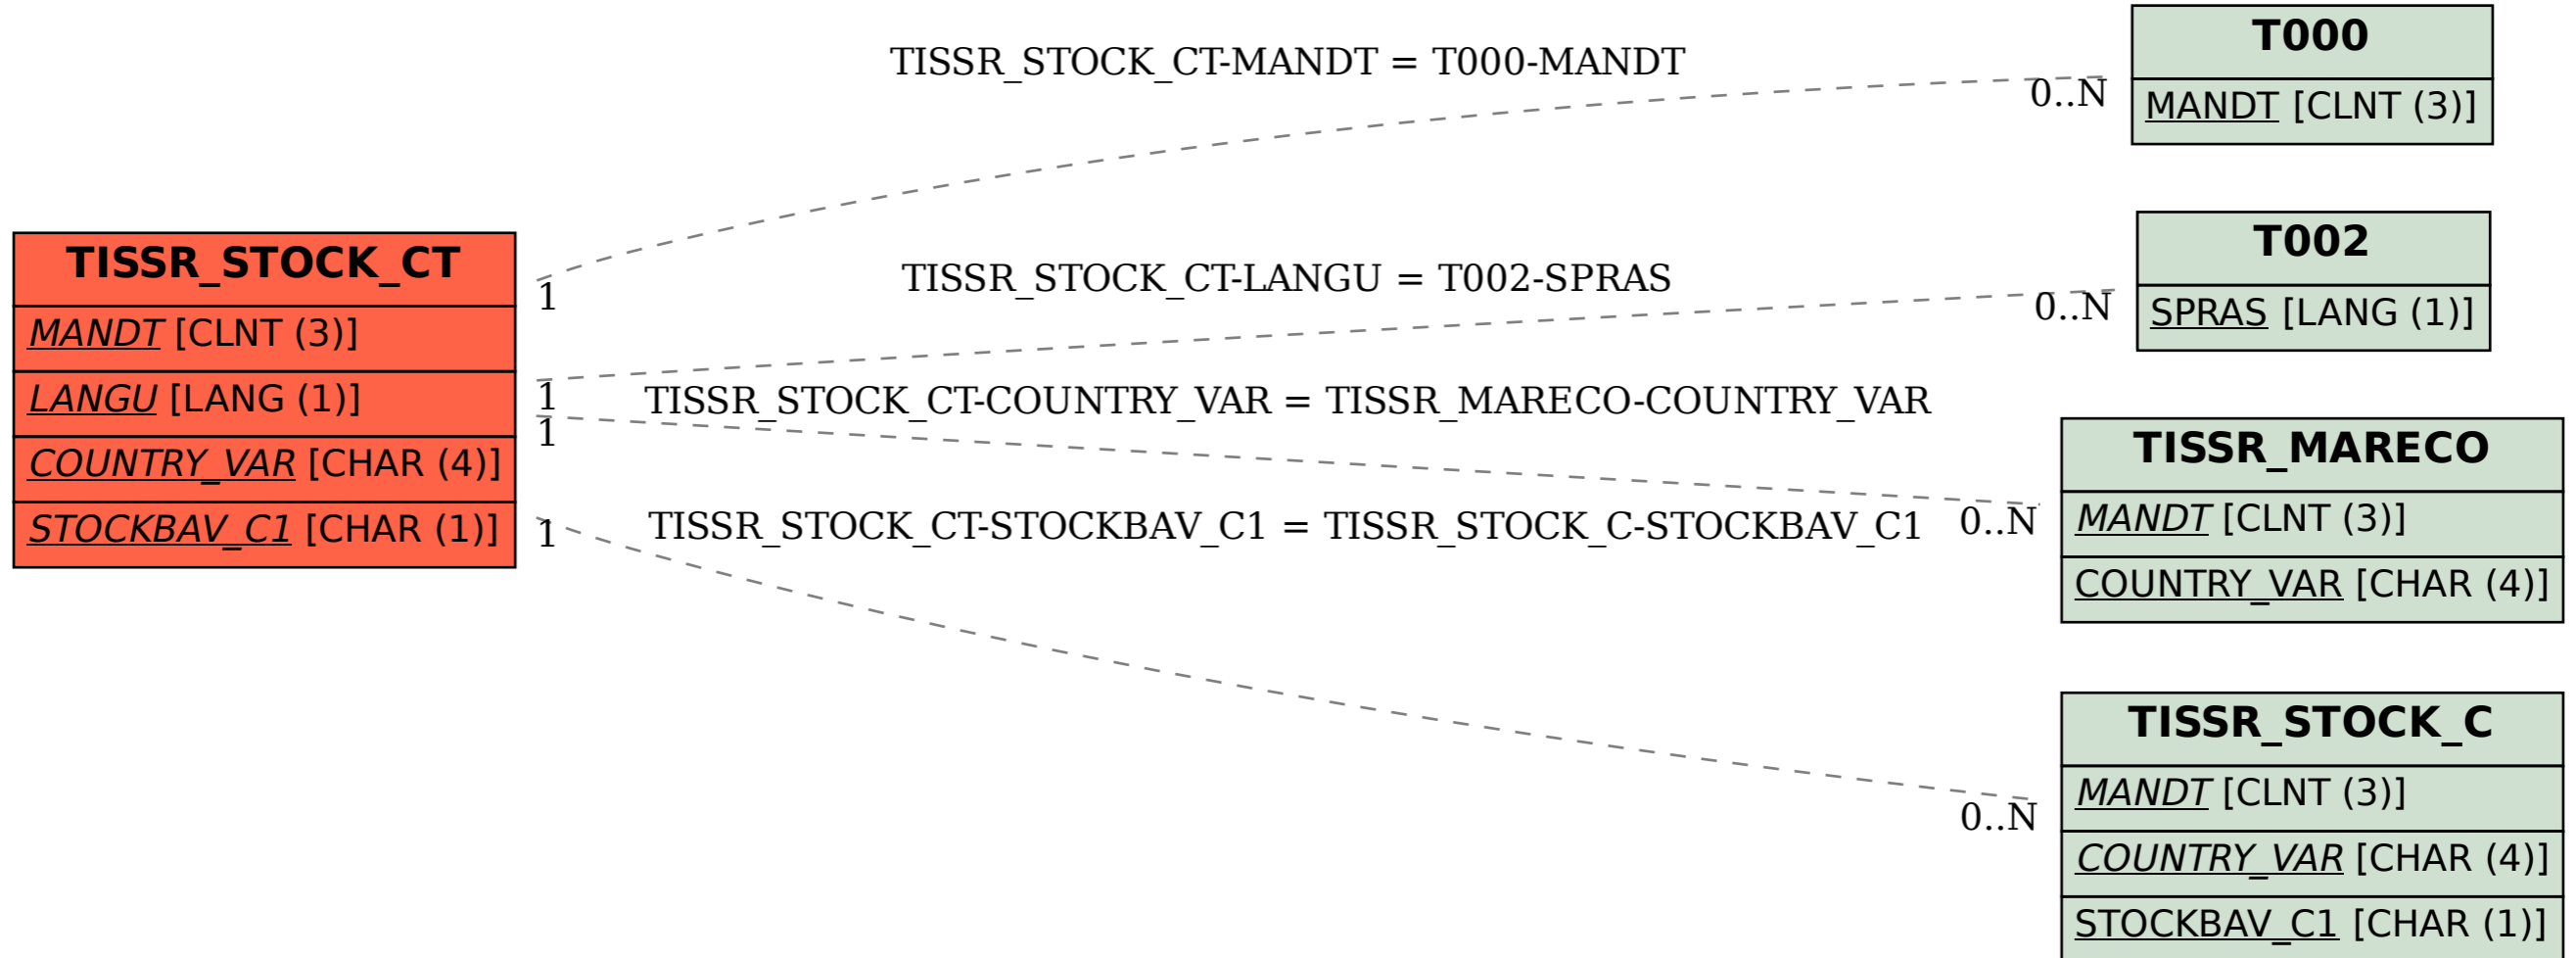 TISSR_STOCK_CT
MANDT [CLNT (3)]
LANGU [LANG (1)]
COUNTRY_VAR [CHAR (4)]
STOCKBAV_C1 [CHAR (1)]
TISSR_STOCK_CT-MANDT = T000-MANDT
1
0..N
TISSR_STOCK_CT-LANGU = T002-SPRAS
1
0..N
TISSR_STOCK_CT-COUNTRY_VAR = TISSR_MARECO-COUNTRY_VAR
1
0..N
TISSR_STOCK_CT-STOCKBAV_C1 = TISSR_STOCK_C-STOCKBAV_C1
1
0..N
T000
MANDT [CLNT (3)]
T002
SPRAS [LANG (1)]
TISSR_MARECO
MANDT [CLNT (3)]
COUNTRY_VAR [CHAR (4)]
TISSR_STOCK_C
MANDT [CLNT (3)]
COUNTRY_VAR [CHAR (4)]
STOCKBAV_C1 [CHAR (1)]